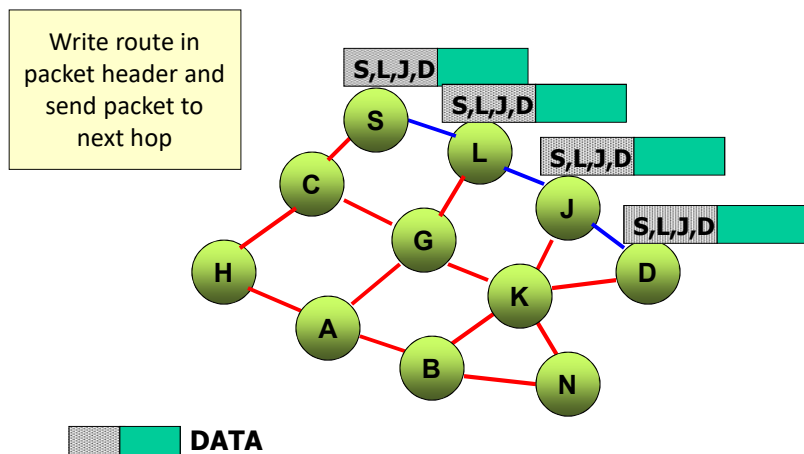 Write route in
packet header and
send packet to
next hop
S,L,J,D
S,L,J,D
S
L
S,L,J,D
C
J
S,L,J,D
G
H
D
K
A
B
N
DATA